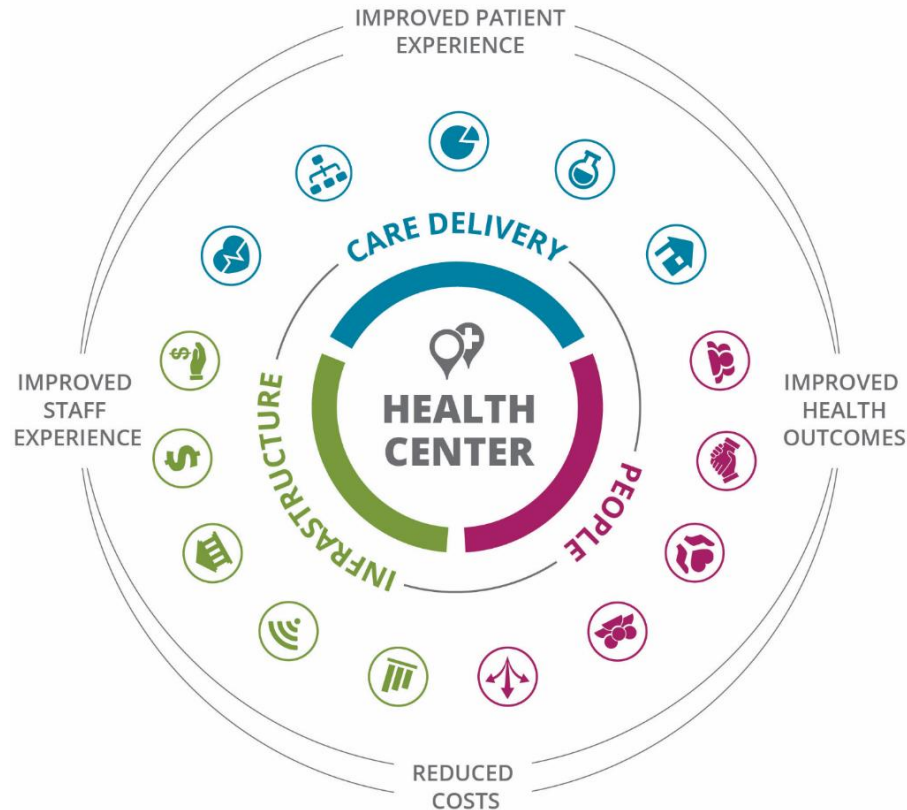 IMPROVED PATIENT
EXPERIENCE
CARE DELIVERY
HEALTH
CENTER
INFRASTRUCTURE
PEOPLE
IMPROVED
STAFF
EXPERIENCE
IMPROVED
HEALTH
OUTCOMES
$
$
REDUCED
COSTS